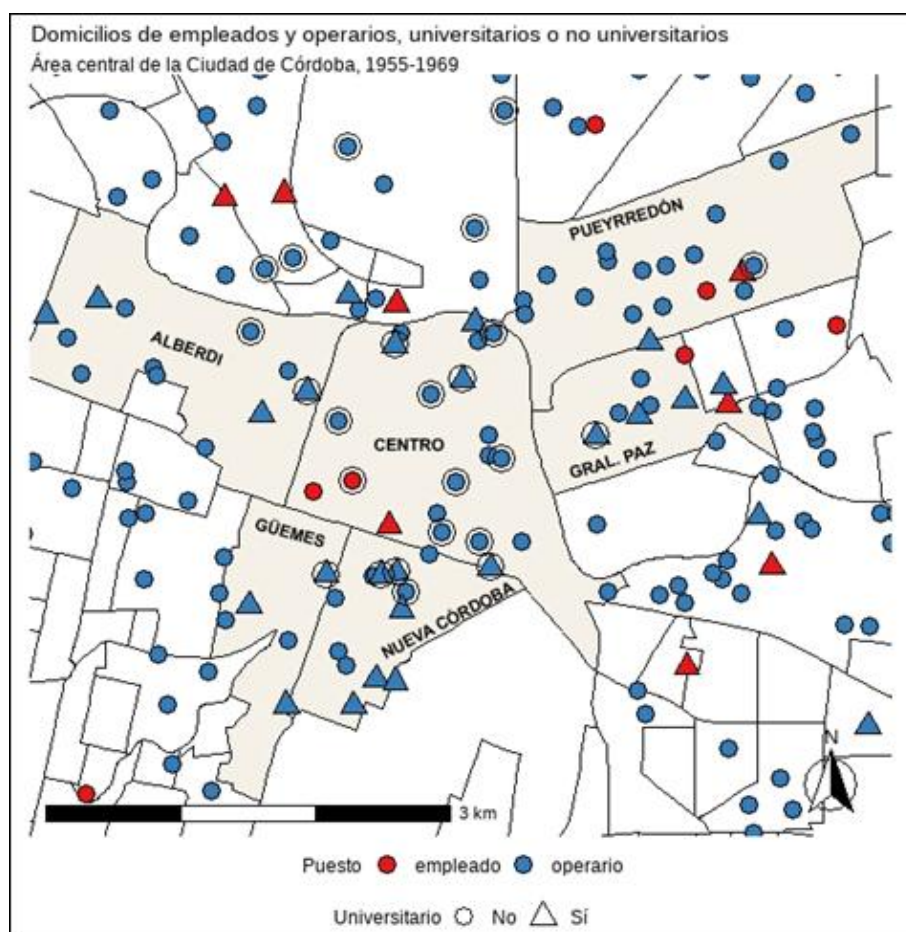 Domicilios de empleados y operarios, universitarios o no universitarios
Área central de la Ciudad de Córdoba, 1955-1969
PUEYRREDÓN
ALBERDI
CENTRO
GRAL. PAZ
GÜEMES
NUEVA CÓRDOBA
N
3 km
Puesto empleado operario
Universitario No Sí